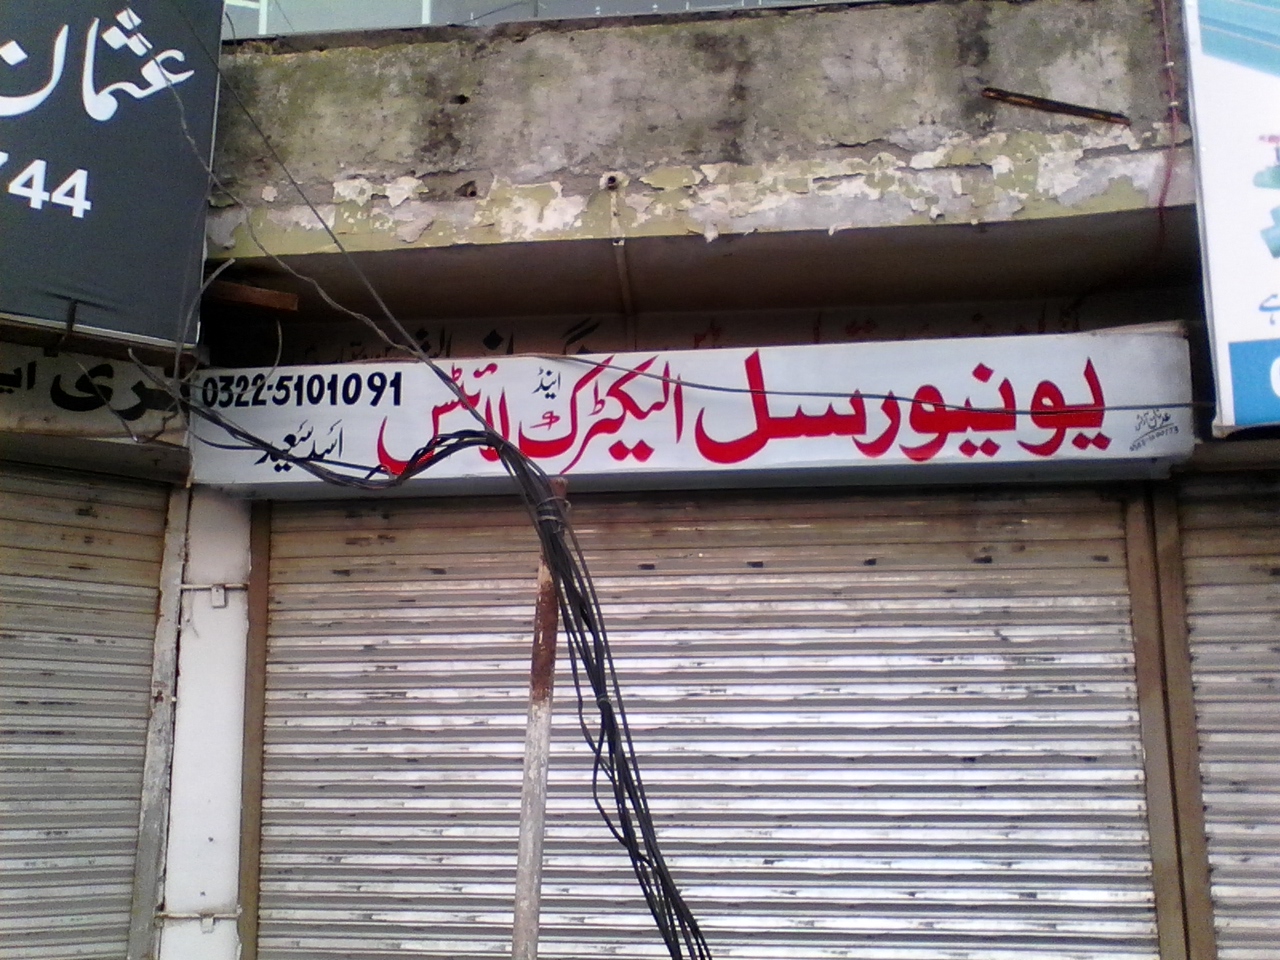 عثمان
744
یونیورسل الیکٹرک اینڈ لائٹس
0322-5101091
اسد سعید